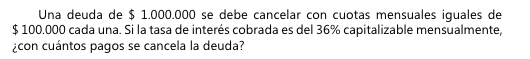 Una deuda de $ 1.000.000 se debe cancelar con cuotas mensuales iguales de
$ 100.000 cada una. Si la tasa de interés cobrada es del 36% capitalizable mensualmente,
¿con cuántos pagos se cancela la deuda?